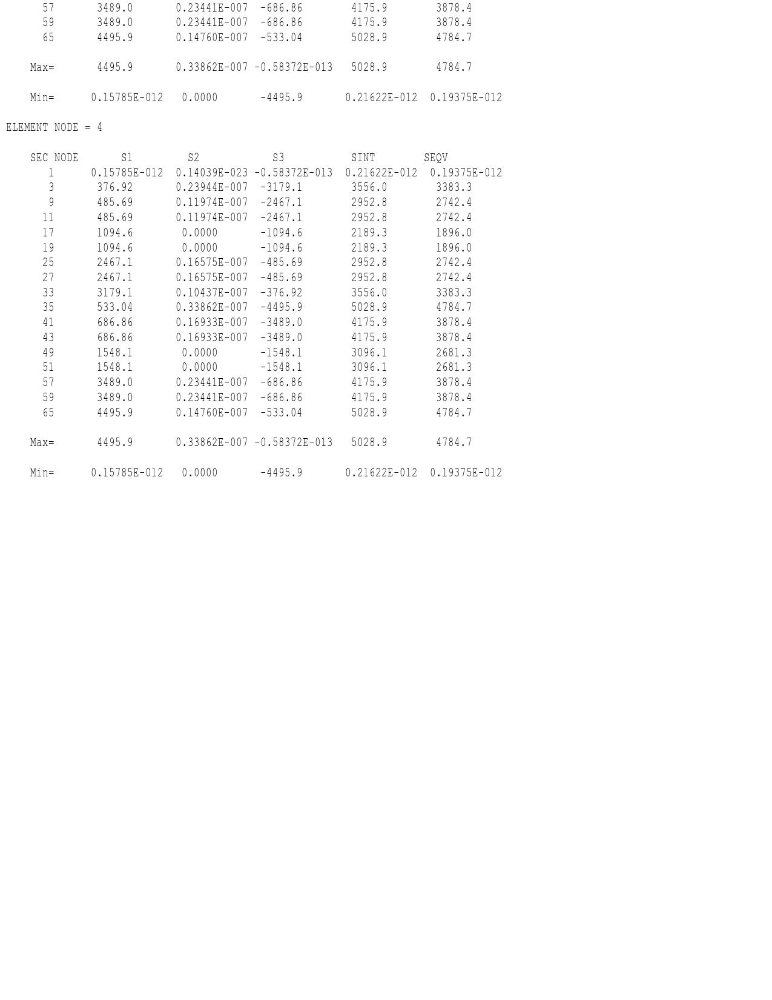 57 3489.0 0.23441E-007 -686.86 4175.9 3878.4
59 3489.0 0.23441E-007 -686.86 4175.9 3878.4
65 4495.9 0.14760E-007 -533.04 5028.9 4784.7
Max= 4495.9 0.33862E-007 -0.58372E-013 5028.9 4784.7
Min= 0.15785E-012 0.0000 -4495.9 0.21622E-012 0.19375E-012
ELEMENT NODE = 4
SEC NODE S1 S2 S3 SINT SEQV
1 0.15785E-012 0.14039E-023 -0.58372E-013 0.21622E-012 0.19375E-012
3 376.92 0.23944E-007 -3179.1 3556.0 3383.3
9 485.69 0.11974E-007 -2467.1 2952.8 2742.4
11 485.69 0.11974E-007 -2467.1 2952.8 2742.4
17 1094.6 0.0000 -1094.6 2189.3 1896.0
19 1094.6 0.0000 -1094.6 2189.3 1896.0
25 2467.1 0.16575E-007 -485.69 2952.8 2742.4
27 2467.1 0.16575E-007 -485.69 2952.8 2742.4
33 3179.1 0.10437E-007 -376.92 3556.0 3383.3
35 533.04 0.33862E-007 -4495.9 5028.9 4784.7
41 686.86 0.16933E-007 -3489.0 4175.9 3878.4
43 686.86 0.16933E-007 -3489.0 4175.9 3878.4
49 1548.1 0.0000 -1548.1 3096.1 2681.3
51 1548.1 0.0000 -1548.1 3096.1 2681.3
57 3489.0 0.23441E-007 -686.86 4175.9 3878.4
59 3489.0 0.23441E-007 -686.86 4175.9 3878.4
65 4495.9 0.14760E-007 -533.04 5028.9 4784.7
Max= 4495.9 0.33862E-007 -0.58372E-013 5028.9 4784.7
Min= 0.15785E-012 0.0000 -4495.9 0.21622E-012 0.19375E-012